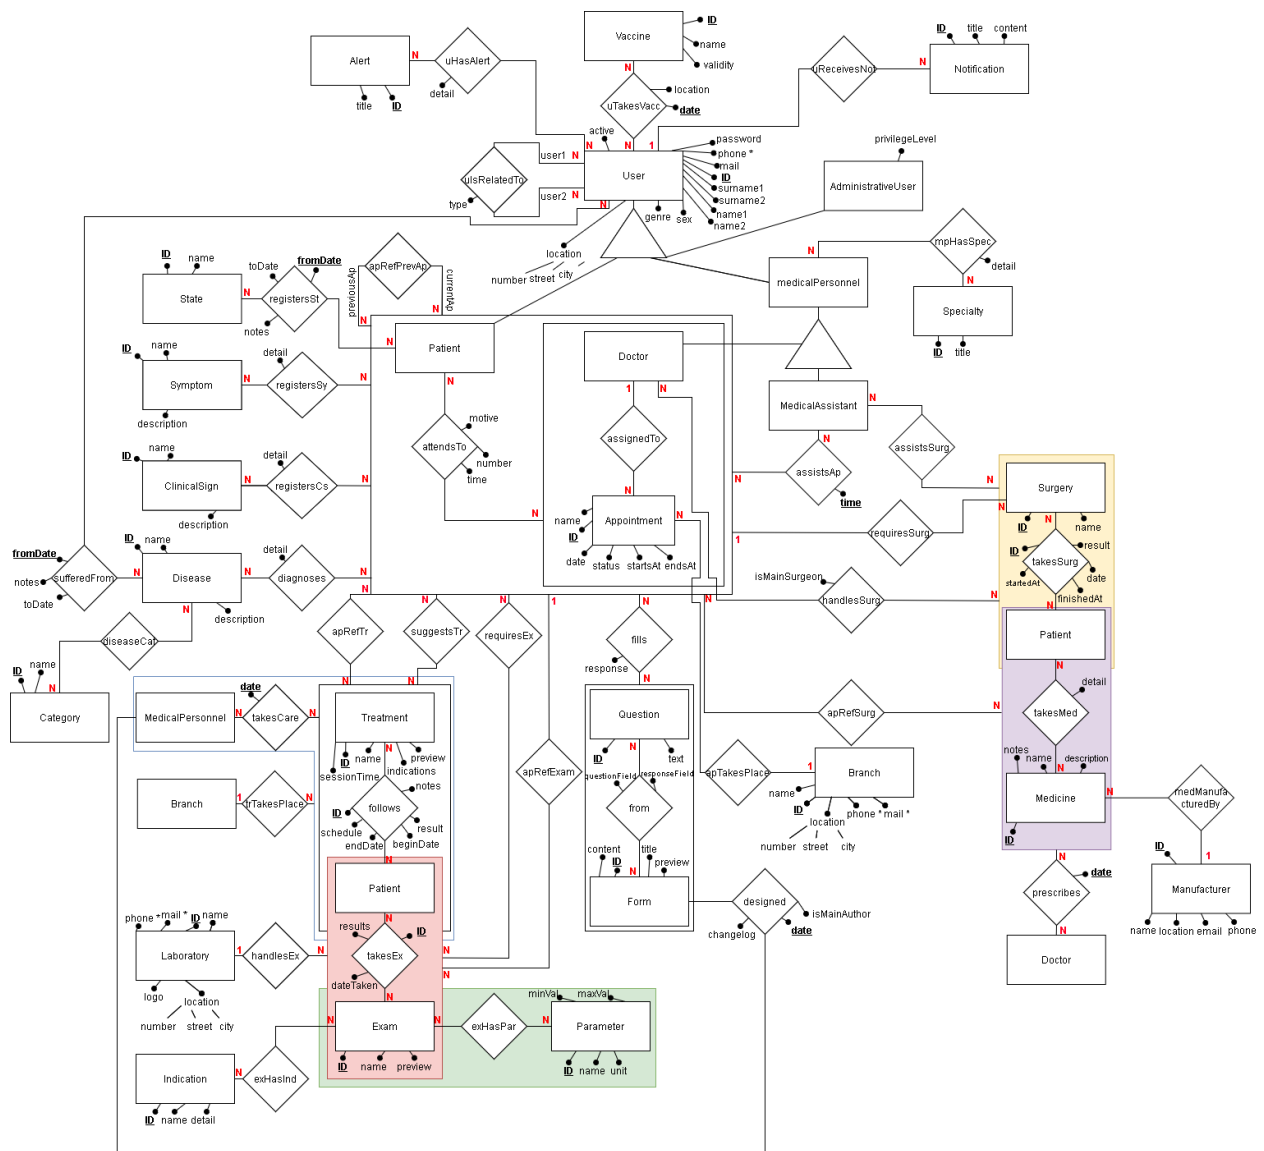 ID
Vaccine
name
validity
ID title content
Notification
N
uReceivesNot
Alert
N
uHasAlert
detail
title ID
N
location
uTakesVacc
date
active
N N 1
password
phone *
mail
ID
surname1
surname2
name1
name2
User
genre sex
user1 N
uIsRelatedTo
type
user2 N
N
privilegeLevel
AdministrativeUser
location
number street city
mpHasSpec
detail
N
medicalPersonnel
N
Specialty
ID title
ID name
State
N
toDate fromDate
registersSt
notes
apRefPrevAp
previousAp
currentAp
N N
N
Patient
N
Doctor
1 N
ID name
Symptom
N
description
detail
registersSy
N
MedicalAssistant
N
N
attendsTo
motive
number
time
N
assignedTo
N
assistsSurg
assistsAp
time
N
ID name
ClinicalSign
N
description
detail
registersCs
N
name
ID
Appointment
N
date status startsAt endsAt
requiresSurg
1
N
N
Surgery
ID name
N
ID result
takesSurg
startedAt date
finishedAt
N
fromDate
notes
toDate
sufferedFrom
N
ID name
Disease
N
description
N
detail
diagnoses
N
diseaseCat
ID name
N
Category
isMainSurgeon
handlesSurg
N N
Patient
N
takesMed
detail
N
notes name description
Medicine
ID
N
medManufa
cturedBy
1
ID
Manufacturer
name location email phone
N
prescribes
date
N
Doctor
N N N 1 N N
apRefTr
suggestsTr
requiresEx
fills
response
N N
N
apRefSurg
N
MedicalPersonnel
N
date
takesCare
N
Treatment
sessionTime ID name indications preview
N
notes
ID follows
schedule result
endDate beginDate
N
Branch
1
trTakesPlace
N
apRefExam
Question
ID text
N
questionField responseField
from
N
content ID title preview
Form
designed
changelog date isMainAuthor
apTakesPlace
1
Branch
name
ID location phone * mail *
number street city
Patient
N
results ID
takesEx
dateTaken
N
N
N
phone * mail * ID name
Laboratory
1
handlesEx
N
logo location
number street city
N
Exam
N
ID name preview
exHasPar
N
minVal maxVal
Parameter
ID name unit
Indication
N
exHasInd
ID name detail